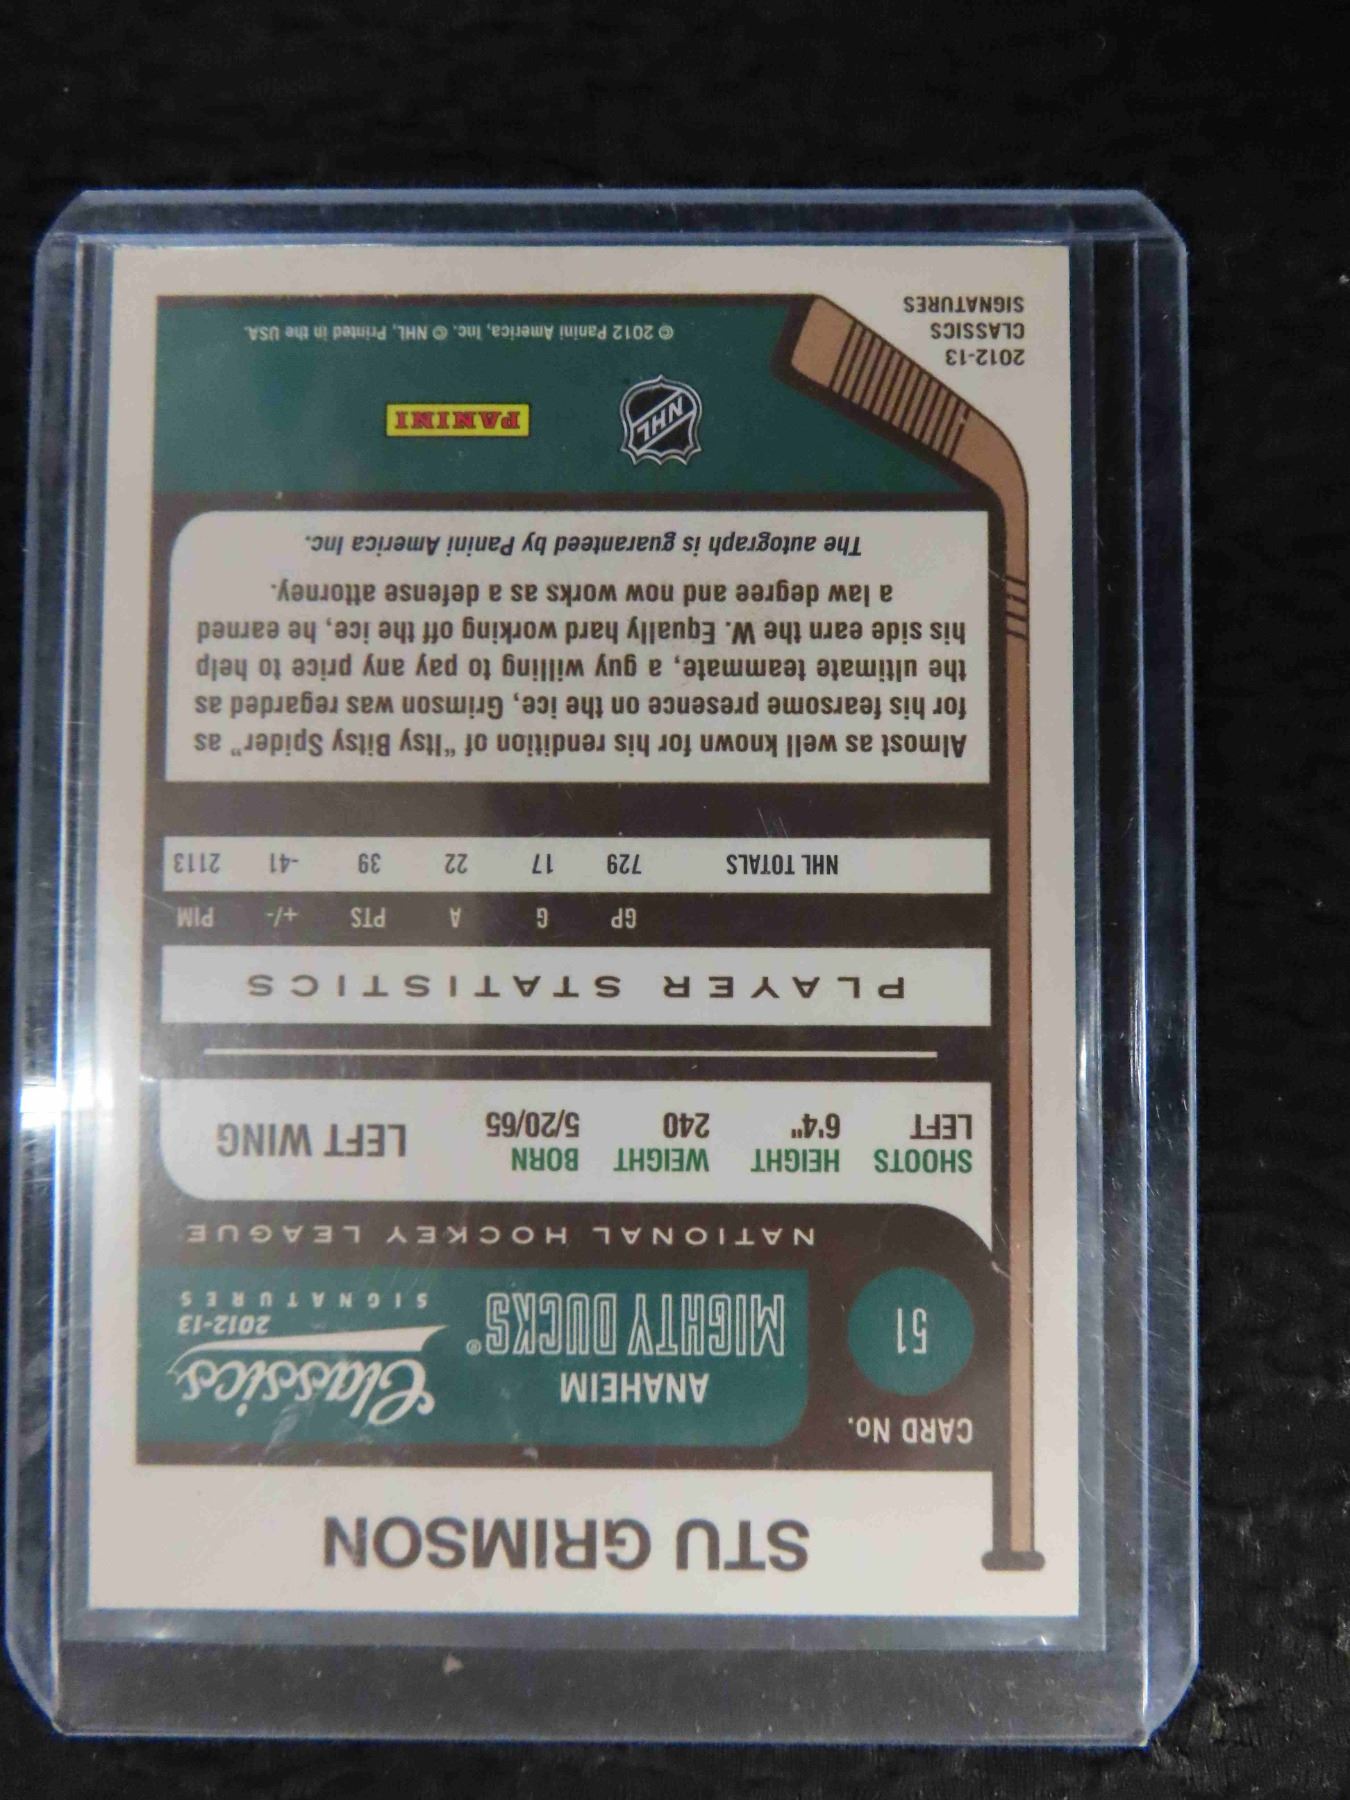 STU GRIMSON
CARD No.
51
ANAHEIM
MIGHTY DUCKS®
Classics
2012-13
SIGNATURES
NATIONAL HOCKEY LEAGUE
SHOOTS HEIGHT WEIGHT BORN
LEFT 6'4" 240 5/20/65
LEFT WING
PLAYER STATISTICS
GP G A PTS +/- PIM
NHL TOTALS 729 17 22 39 -41 2113
Almost as well known for his rendition of "Itsy Bitsy Spider" as
for his fearsome presence on the ice, Grimson was regarded as
the ultimate teammate, a guy willing to pay any price to help
his side earn the W. Equally hard working off the ice, he earned
a law degree and now works as a defense attorney.
The autograph is guaranteed by Panini America Inc.
NHL
PANINI
© 2012 Panini America, Inc. © NHL. Printed in the USA.
2012-13
CLASSICS
SIGNATURES